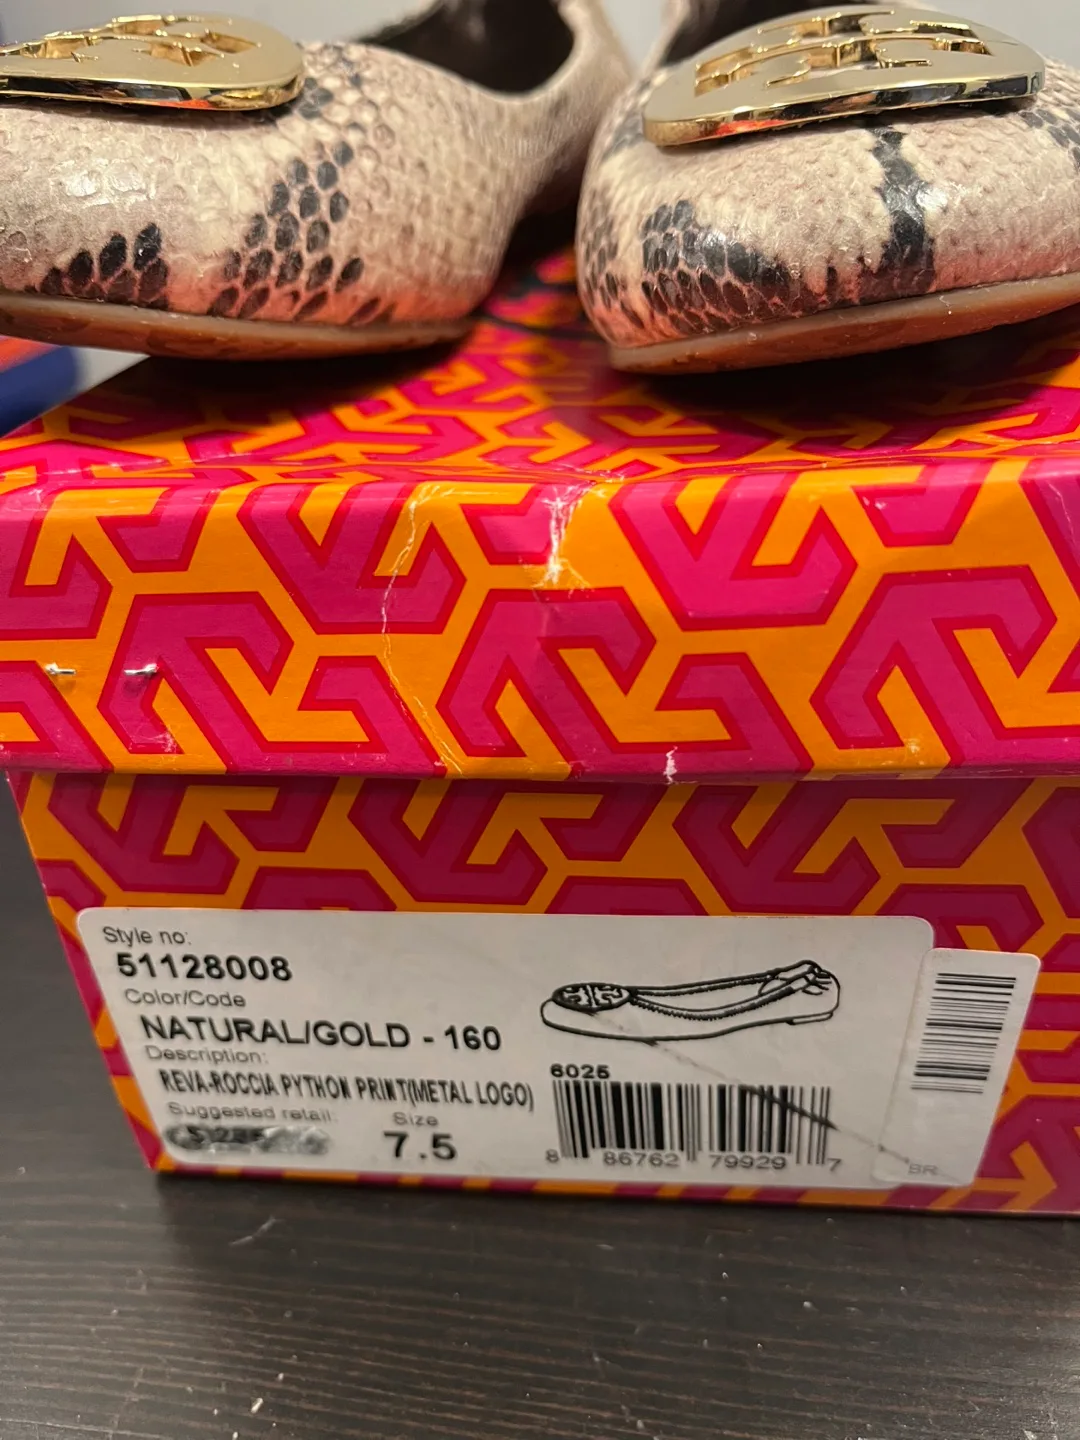 Style no:
51128008
Color/Code
NATURAL/GOLD - 160
Description:
REVA-ROCCIA PYTHON PRINT(METAL LOGO)
Suggested retail:
Size
7.5
6025
8 86762 79929 7
BR